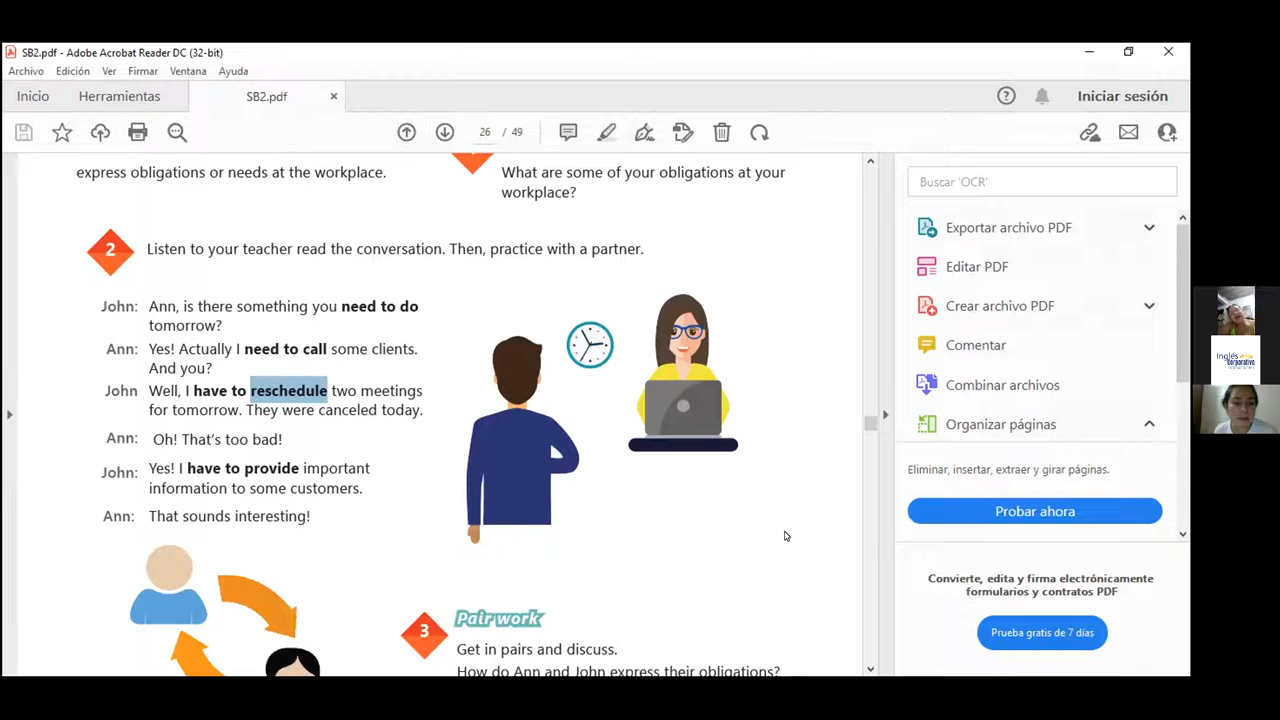 SB2.pdf - Adobe Acrobat Reader DC (32-bit)
Archivo Edición Ver Firmar Ventana Ayuda
Inicio Herramientas SB2.pdf × Iniciar sesión
26 / 49
express obligations or needs at the workplace.
What are some of your obligations at your
workplace?
2 Listen to your teacher read the conversation. Then, practice with a partner.
John: Ann, is there something you need to do
tomorrow?
Ann: Yes! Actually I need to call some clients.
And you?
John Well, I have to reschedule two meetings
for tomorrow. They were canceled today.
Ann: Oh! That's too bad!
John: Yes! I have to provide important
information to some customers.
Ann: That sounds interesting!
3 Pair work
Get in pairs and discuss.
How do Ann and John express their obligations?
Buscar 'OCR'
Exportar archivo PDF
Editar PDF
Crear archivo PDF
Comentar
Combinar archivos
Organizar páginas
Eliminar, insertar, extraer y girar páginas.
Probar ahora
Convierte, edita y firma electrónicamente
formularios y contratos PDF
Prueba gratis de 7 días
Inglés
Corporativo